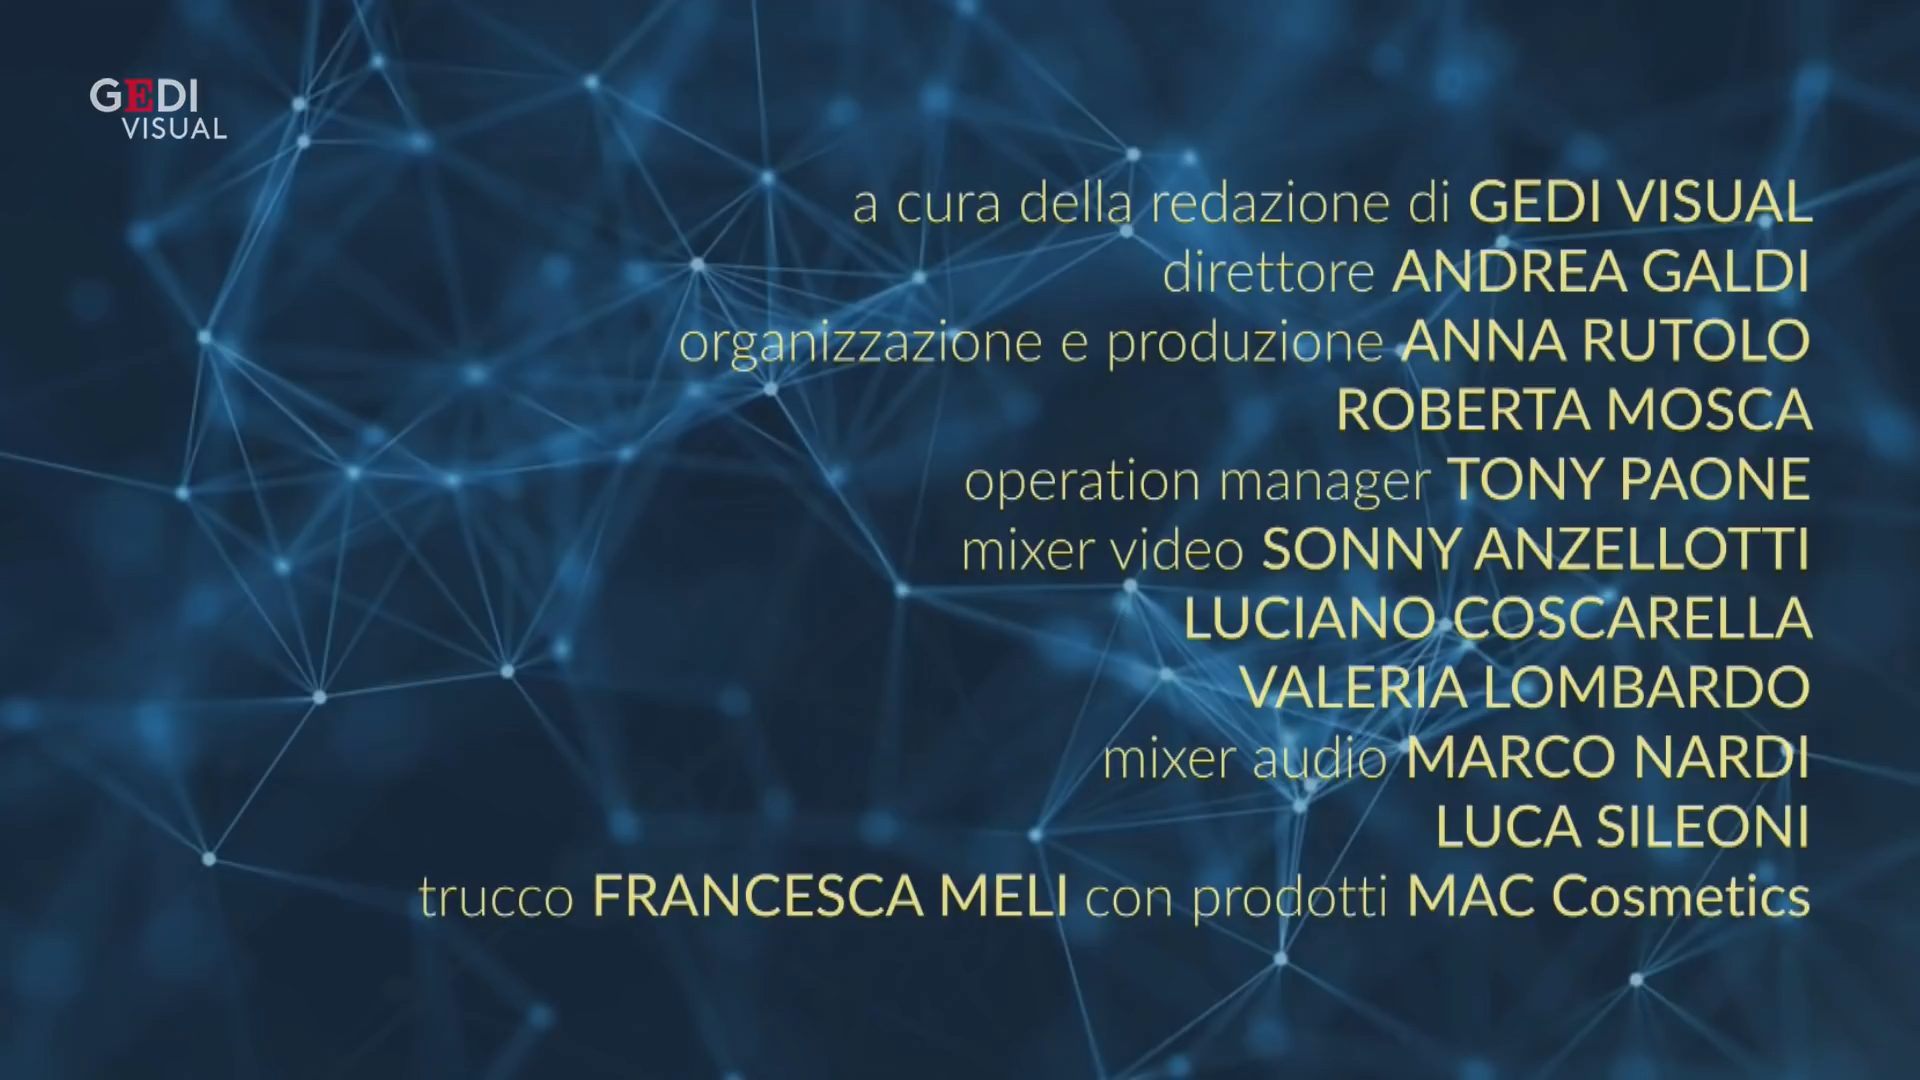 GEDI
VISUAL
a cura della redazione di GEDI VISUAL
direttore ANDREA GALDI
organizzazione e produzione ANNA RUTOLO
ROBERTA MOSCA
operation manager TONY PAONE
mixer video SONNY ANZELLOTTI
LUCIANO COSCARELLA
VALERIA LOMBARDO
mixer audio MARCO NARDI
LUCA SILEONI
trucco FRANCESCA MELI con prodotti MAC Cosmetics